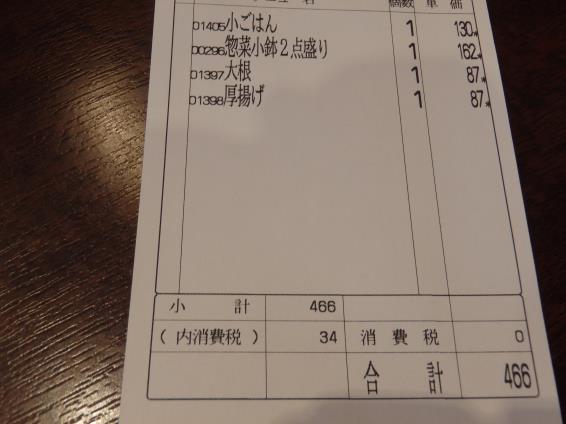 名 個数 単価
01405小ごはん 1 130*
00296惣菜小鉢2点盛り 1 162*
01397大根 1 87*
01398厚揚げ 1 87*
小計 466
(内消費税) 34 消費税 0
合計 466